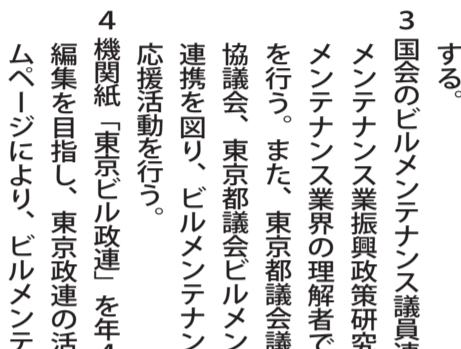 する。
3 国会のビルメンテナンス議員連
メンテナンス業振興政策研究
メンテナンス業界の理解者で
を行う。また、東京都議会議
協議会、東京都議会ビルメン
連携を図り、ビルメンテナン
応援活動を行う。
4 機関紙「東京ビル政連」を年4
編集を目指し、東京政連の活
ムページにより、ビルメンテ